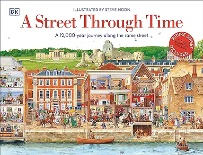 DK
ILLUSTRATED BY STEVE NOON
A Street Through Time
A 12,000-year journey along the same street